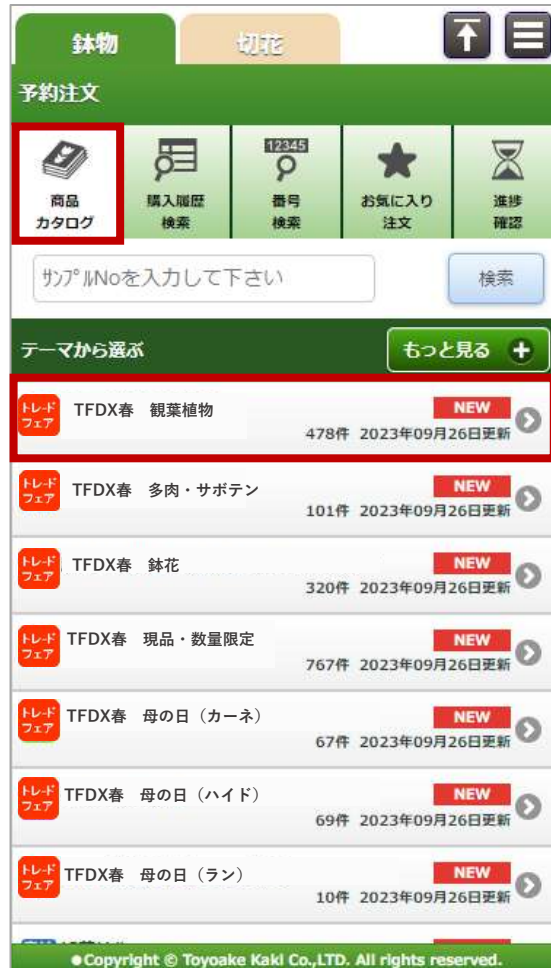 鉢物
切花
予約注文
商品
カタログ
購入履歴
検索
12345
番号
検索
お気に入り
注文
進捗
確認
ｻﾝﾌﾟﾙNoを入力して下さい
検索
テーマから選ぶ
もっと見る
トレード
フェア
TFDX春 観葉植物
NEW
478件 2023年09月26日更新
トレード
フェア
TFDX春 多肉・サボテン
NEW
101件 2023年09月26日更新
トレード
フェア
TFDX春 鉢花
NEW
320件 2023年09月26日更新
トレード
フェア
TFDX春 現品・数量限定
NEW
767件 2023年09月26日更新
トレード
フェア
TFDX春 母の日（カーネ）
NEW
67件 2023年09月26日更新
トレード
フェア
TFDX春 母の日（ハイド）
NEW
69件 2023年09月26日更新
トレード
フェア
TFDX春 母の日（ラン）
NEW
10件 2023年09月26日更新
●Copyright © Toyoake Kaki Co.,LTD. All rights reserved.